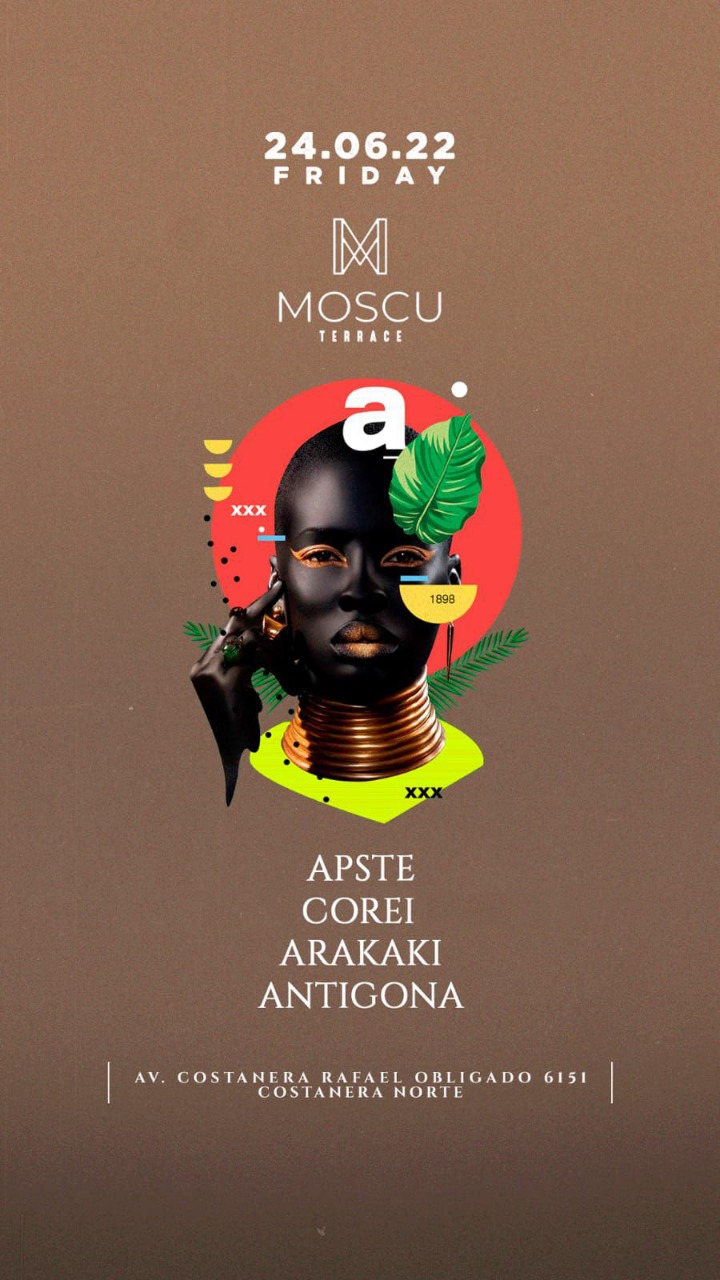 24.06.22
FRIDAY
MOSCU
TERRACE
a
xxx
1898
xxx
APSTE
COREI
ARAKAKI
ANTIGONA
AV. COSTANERA RAFAEL OBLIGADO 6151
COSTANERA NORTE